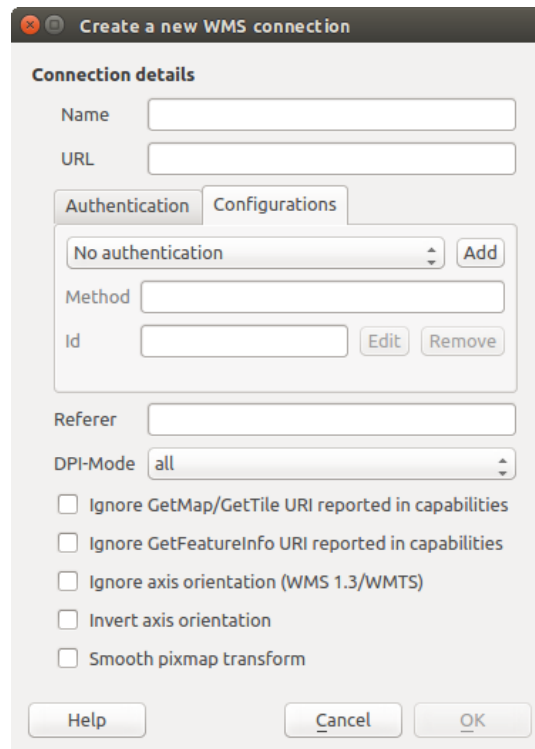 Create a new WMS connection
Connection details
Name
URL
Authentication Configurations
No authentication Add
Method
Id Edit Remove
Referer
DPI-Mode all
Ignore GetMap/GetTile URI reported in capabilities
Ignore GetFeatureInfo URI reported in capabilities
Ignore axis orientation (WMS 1.3/WMTS)
Invert axis orientation
Smooth pixmap transform
Help Cancel OK